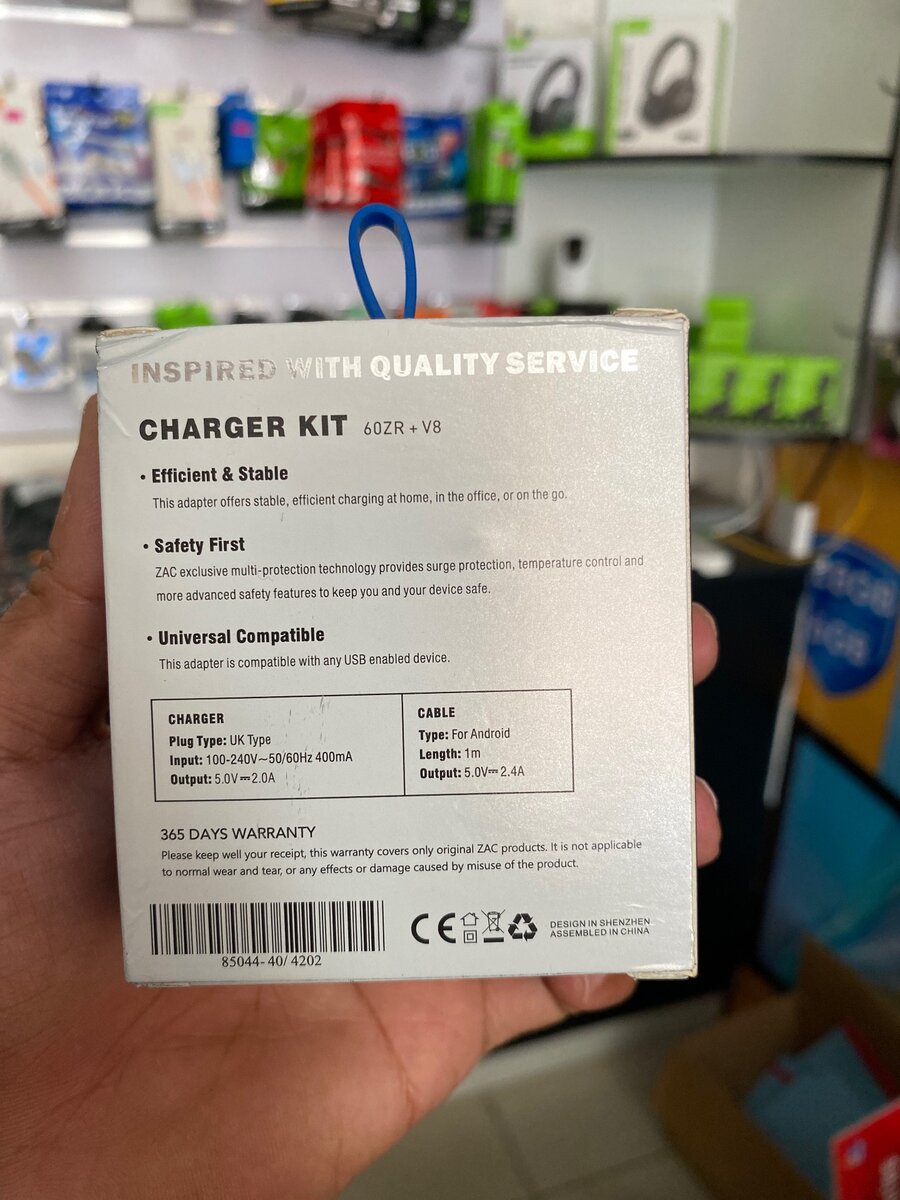 INSPIRED WITH QUALITY SERVICE
CHARGER KIT 60ZR + V8
• Efficient & Stable
This adapter offers stable, efficient charging at home, in the office, or on the go.
• Safety First
ZAC exclusive multi-protection technology provides surge protection, temperature control and
more advanced safety features to keep you and your device safe.
• Universal Compatible
This adapter is compatible with any USB enabled device.
CHARGER
Plug Type: UK Type
Input: 100-240V~50/60Hz 400mA
Output: 5.0V⎓2.0A
CABLE
Type: For Android
Length: 1m
Output: 5.0V⎓2.4A
365 DAYS WARRANTY
Please keep well your receipt, this warranty covers only original ZAC products. It is not applicable
to normal wear and tear, or any effects or damage caused by misuse of the product.
85044-40/4202
CE
DESIGN IN SHENZHEN
ASSEMBLED IN CHINA